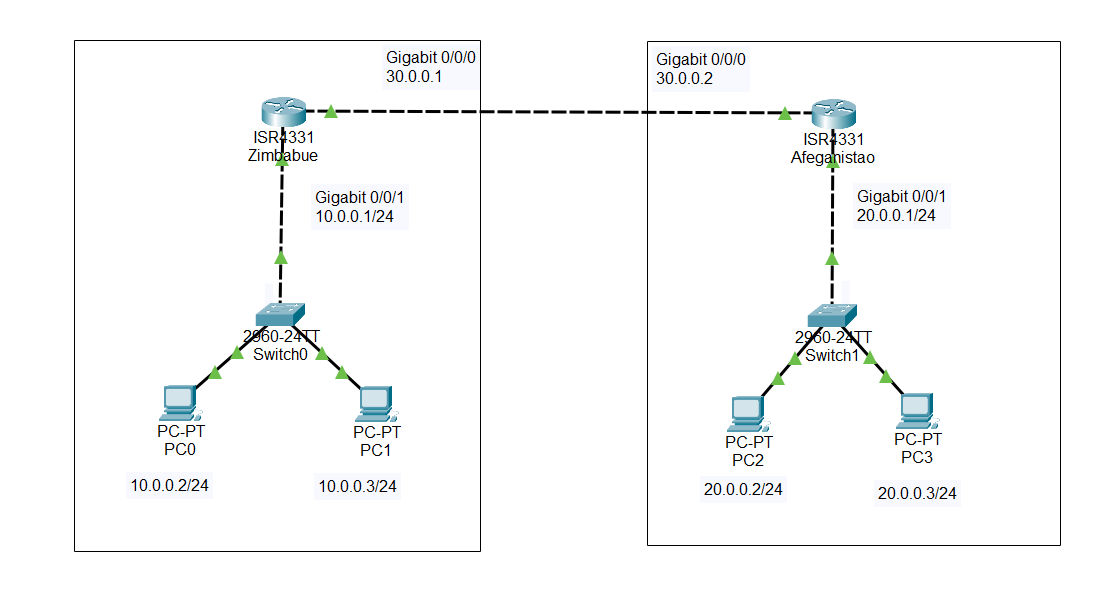 Gigabit 0/0/0
30.0.0.1
Gigabit 0/0/0
30.0.0.2
ISR4331
Zimbabue
ISR4331
Afeganistao
Gigabit 0/0/1
10.0.0.1/24
Gigabit 0/0/1
20.0.0.1/24
2960-24TT
Switch0
2960-24TT
Switch1
PC-PT
PC0
PC-PT
PC1
PC-PT
PC2
PC-PT
PC3
10.0.0.2/24
10.0.0.3/24
20.0.0.2/24
20.0.0.3/24